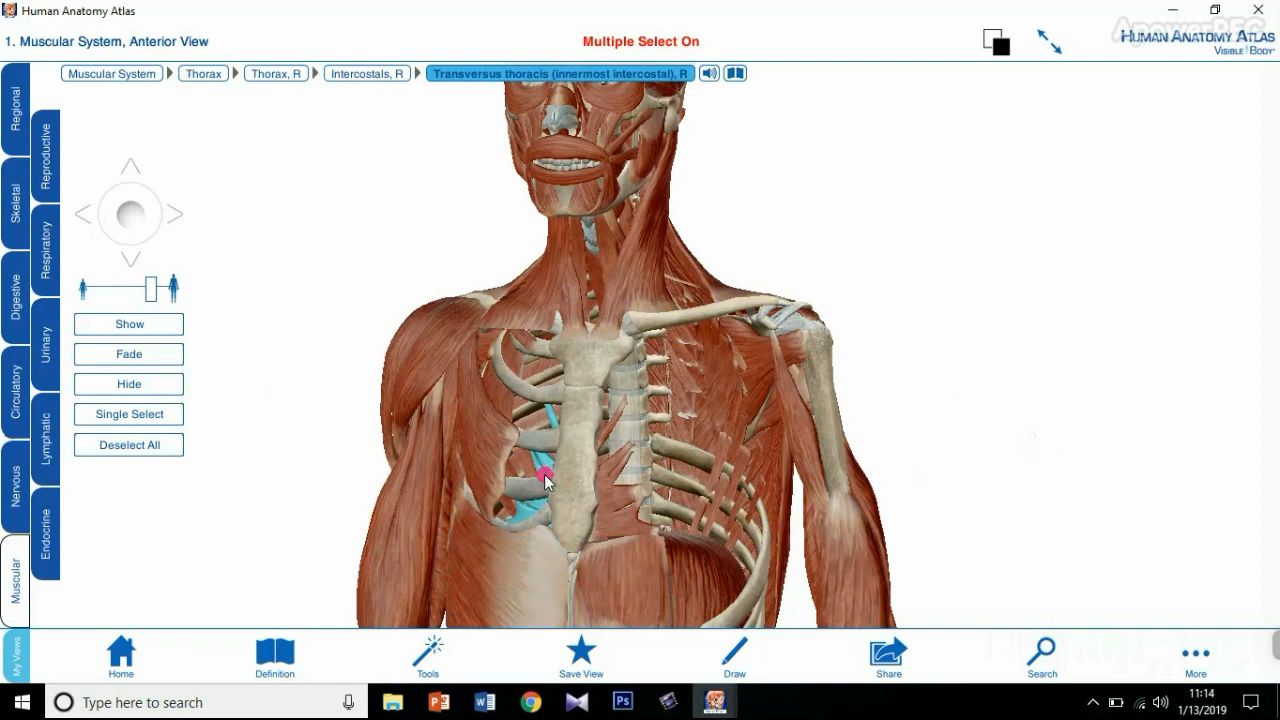 Human Anatomy Atlas
1. Muscular System, Anterior View
Multiple Select On
ApowerREC
HUMAN ANATOMY ATLAS
VISIBLE BODY®
Muscular System
Thorax
Thorax, R
Intercostals, R
Transversus thoracis (innermost intercostal), R
Regional
Skeletal
Digestive
Circulatory
Nervous
Muscular
My Views
Reproductive
Respiratory
Urinary
Lymphatic
Endocrine
Show
Fade
Hide
Single Select
Deselect All
Home
Definition
Tools
Save View
Draw
Share
Search
More
Type here to search
11:14
1/13/2019